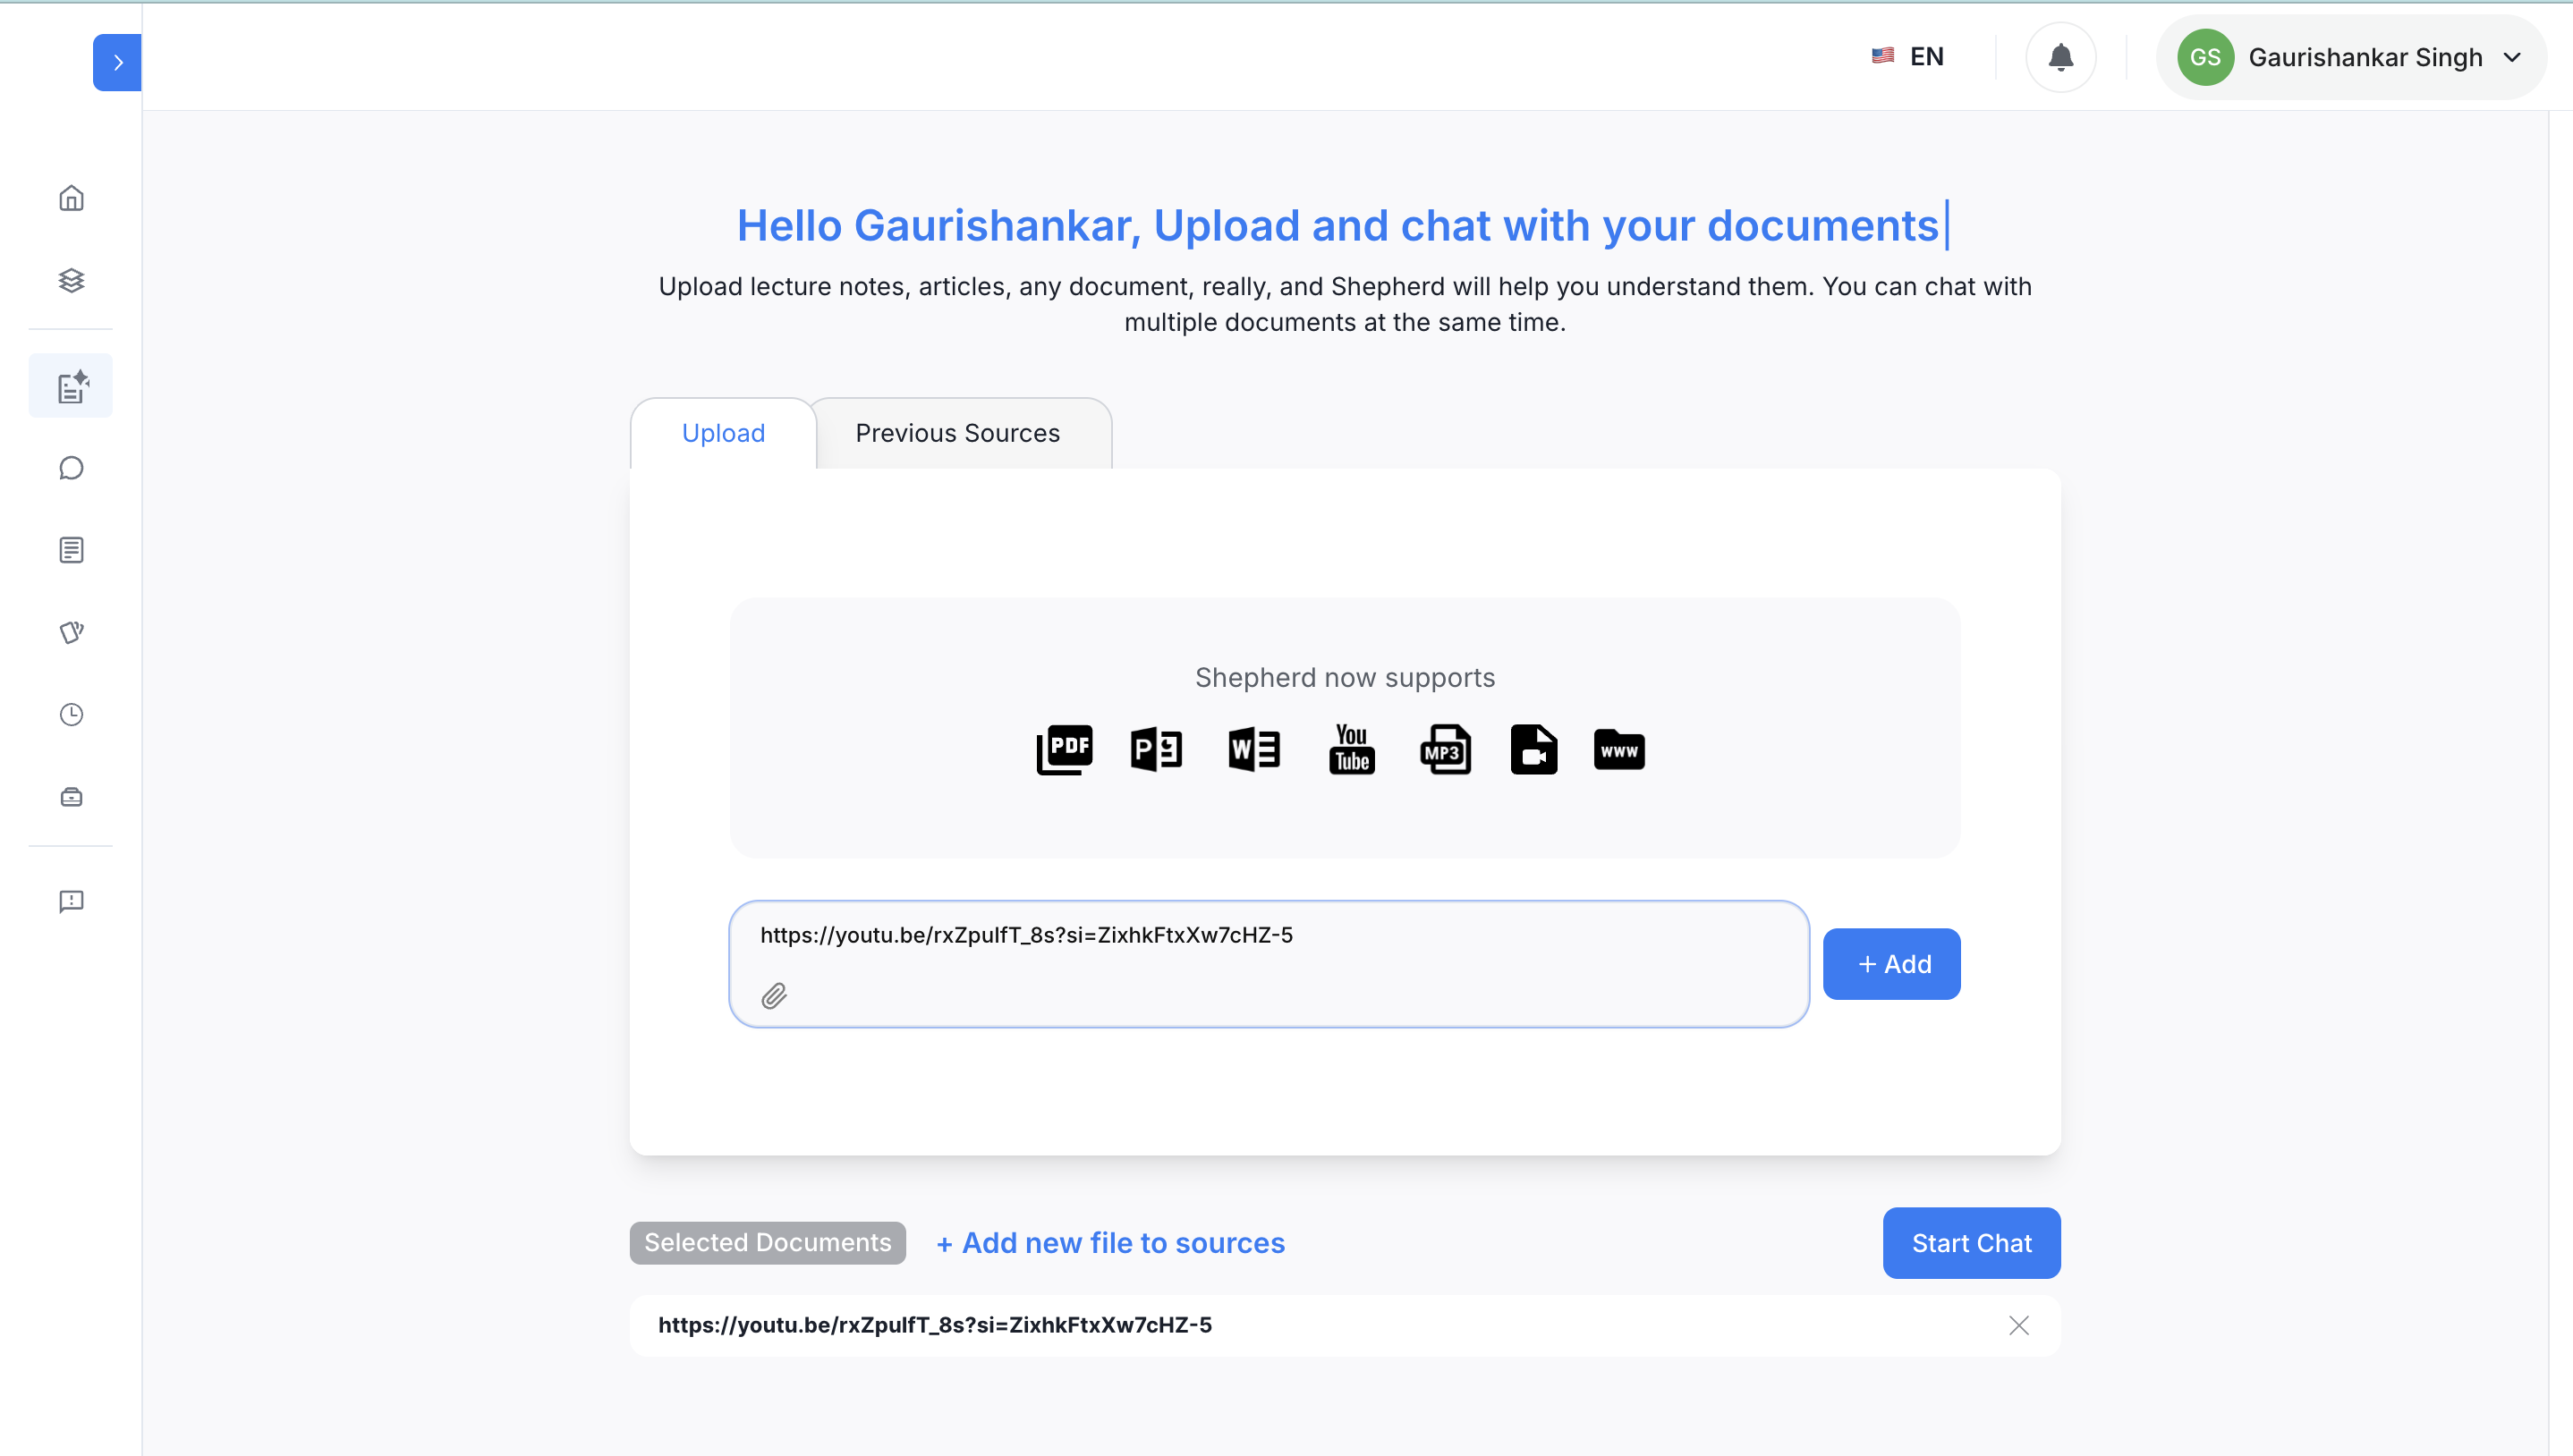 EN
GS
Gaurishankar Singh
Hello Gaurishankar, Upload and chat with your documents
Upload lecture notes, articles, any document, really, and Shepherd will help you understand them. You can chat with
multiple documents at the same time.
Upload
Previous Sources
Shepherd now supports
PDF
P
W
You
Tube
MP3
www
https://youtu.be/rxZpuIfT_8s?si=ZixhkFtxXw7cHZ-5
+ Add
Selected Documents
+ Add new file to sources
Start Chat
https://youtu.be/rxZpuIfT_8s?si=ZixhkFtxXw7cHZ-5